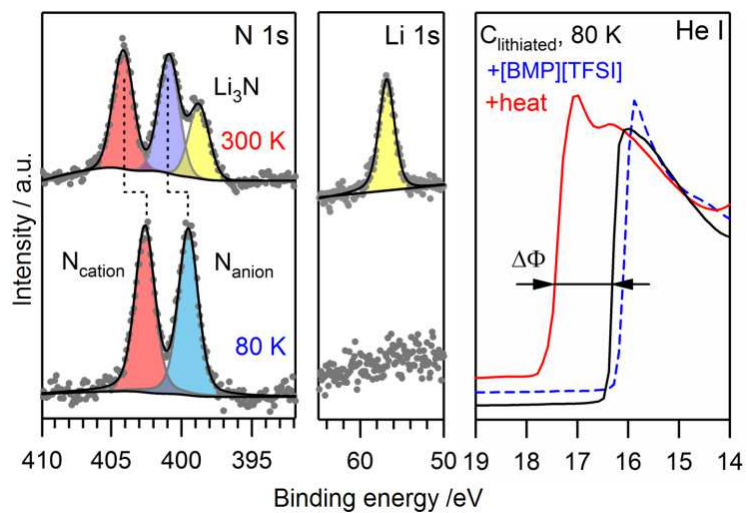 N 1s
Li₃N
300 K
N_cation
N_anion
80 K
Li 1s
C_lithiated, 80 K
He I
+[BMP][TFSI]
+heat
ΔΦ
Intensity / a.u.
410 405 400 395
60 50
19 18 17 16 15 14
Binding energy /eV